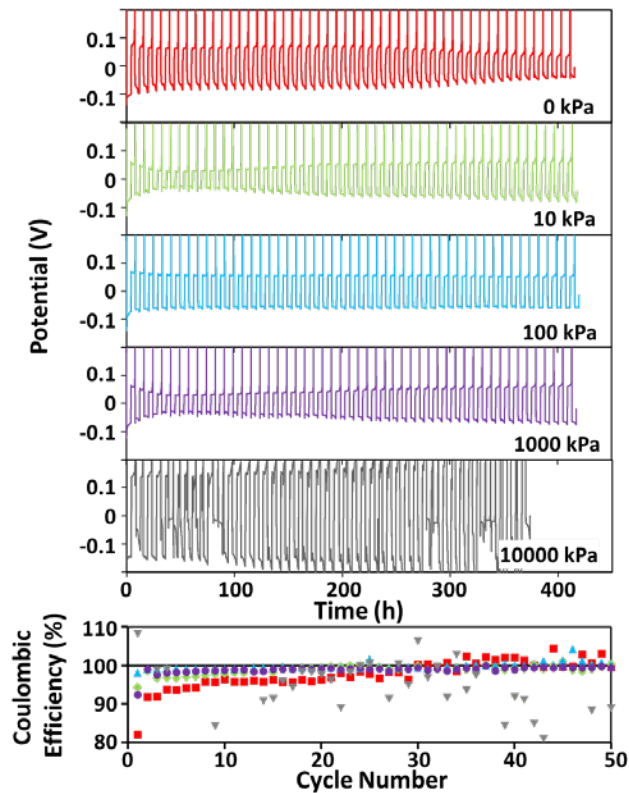 0.1
0
-0.1
0 kPa
0.1
0
-0.1
10 kPa
0.1
0
-0.1
100 kPa
0.1
0
-0.1
1000 kPa
0.1
0
-0.1
10000 kPa
Potential (V)
0 100 200 300 400
Time (h)
110
100
90
80
Coulombic
Efficiency (%)
0 10 20 30 40 50
Cycle Number